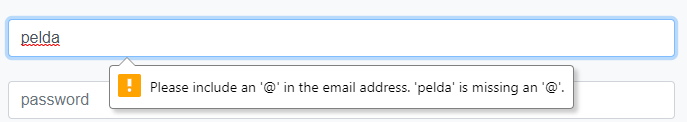 pelda
Please include an '@' in the email address. 'pelda' is missing an '@'.
password